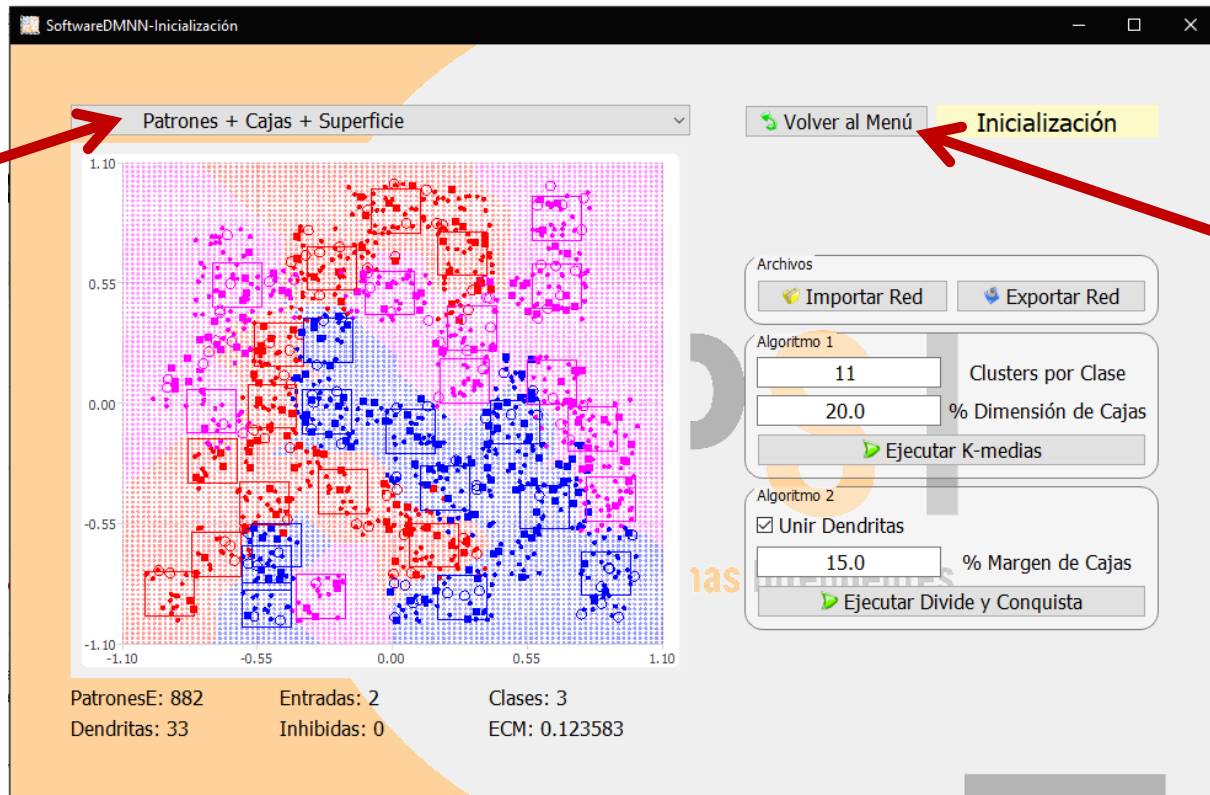 SoftwareDMNN-Inicialización
Patrones + Cajas + Superficie
Volver al Menú
Inicialización
1.10
0.55
0.00
-0.55
-1.10
-1.10
-0.55
0.00
0.55
1.10
Archivos
Importar Red
Exportar Red
Algoritmo 1
11
Clusters por Clase
20.0
% Dimensión de Cajas
Ejecutar K-medias
Algoritmo 2
Unir Dendritas
15.0
% Margen de Cajas
Ejecutar Divide y Conquista
PatronesE: 882
Entradas: 2
Clases: 3
Dendritas: 33
Inhibidas: 0
ECM: 0.123583